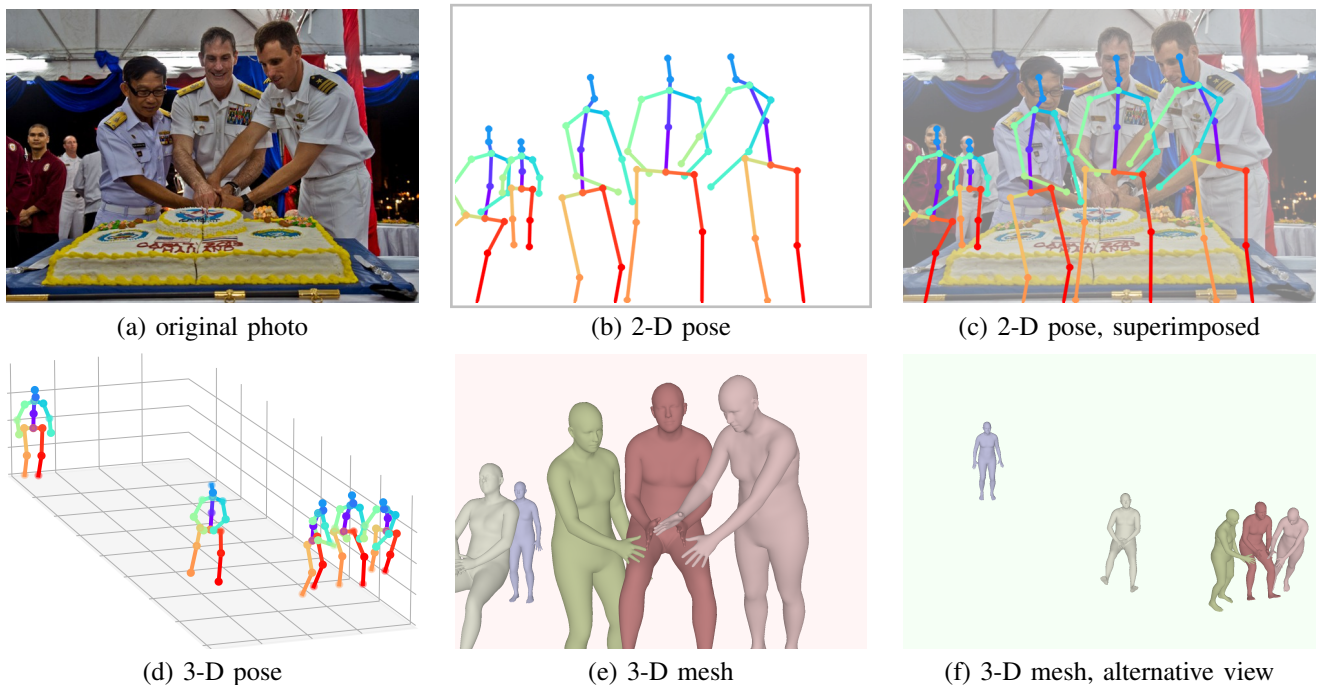 (a) original photo
(b) 2-D pose
(c) 2-D pose, superimposed
(d) 3-D pose
(e) 3-D mesh
(f) 3-D mesh, alternative view